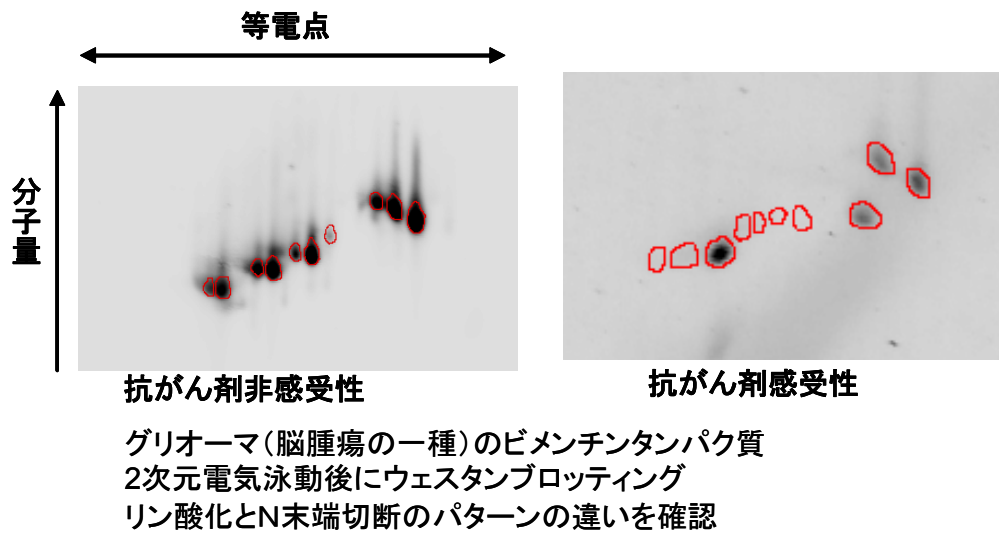 等電点
分子量
抗がん剤非感受性
抗がん剤感受性
グリオーマ（脳腫瘍の一種）のビメンチンタンパク質
2次元電気泳動後にウェスタンブロッティング
リン酸化とN末端切断のパターンの違いを確認